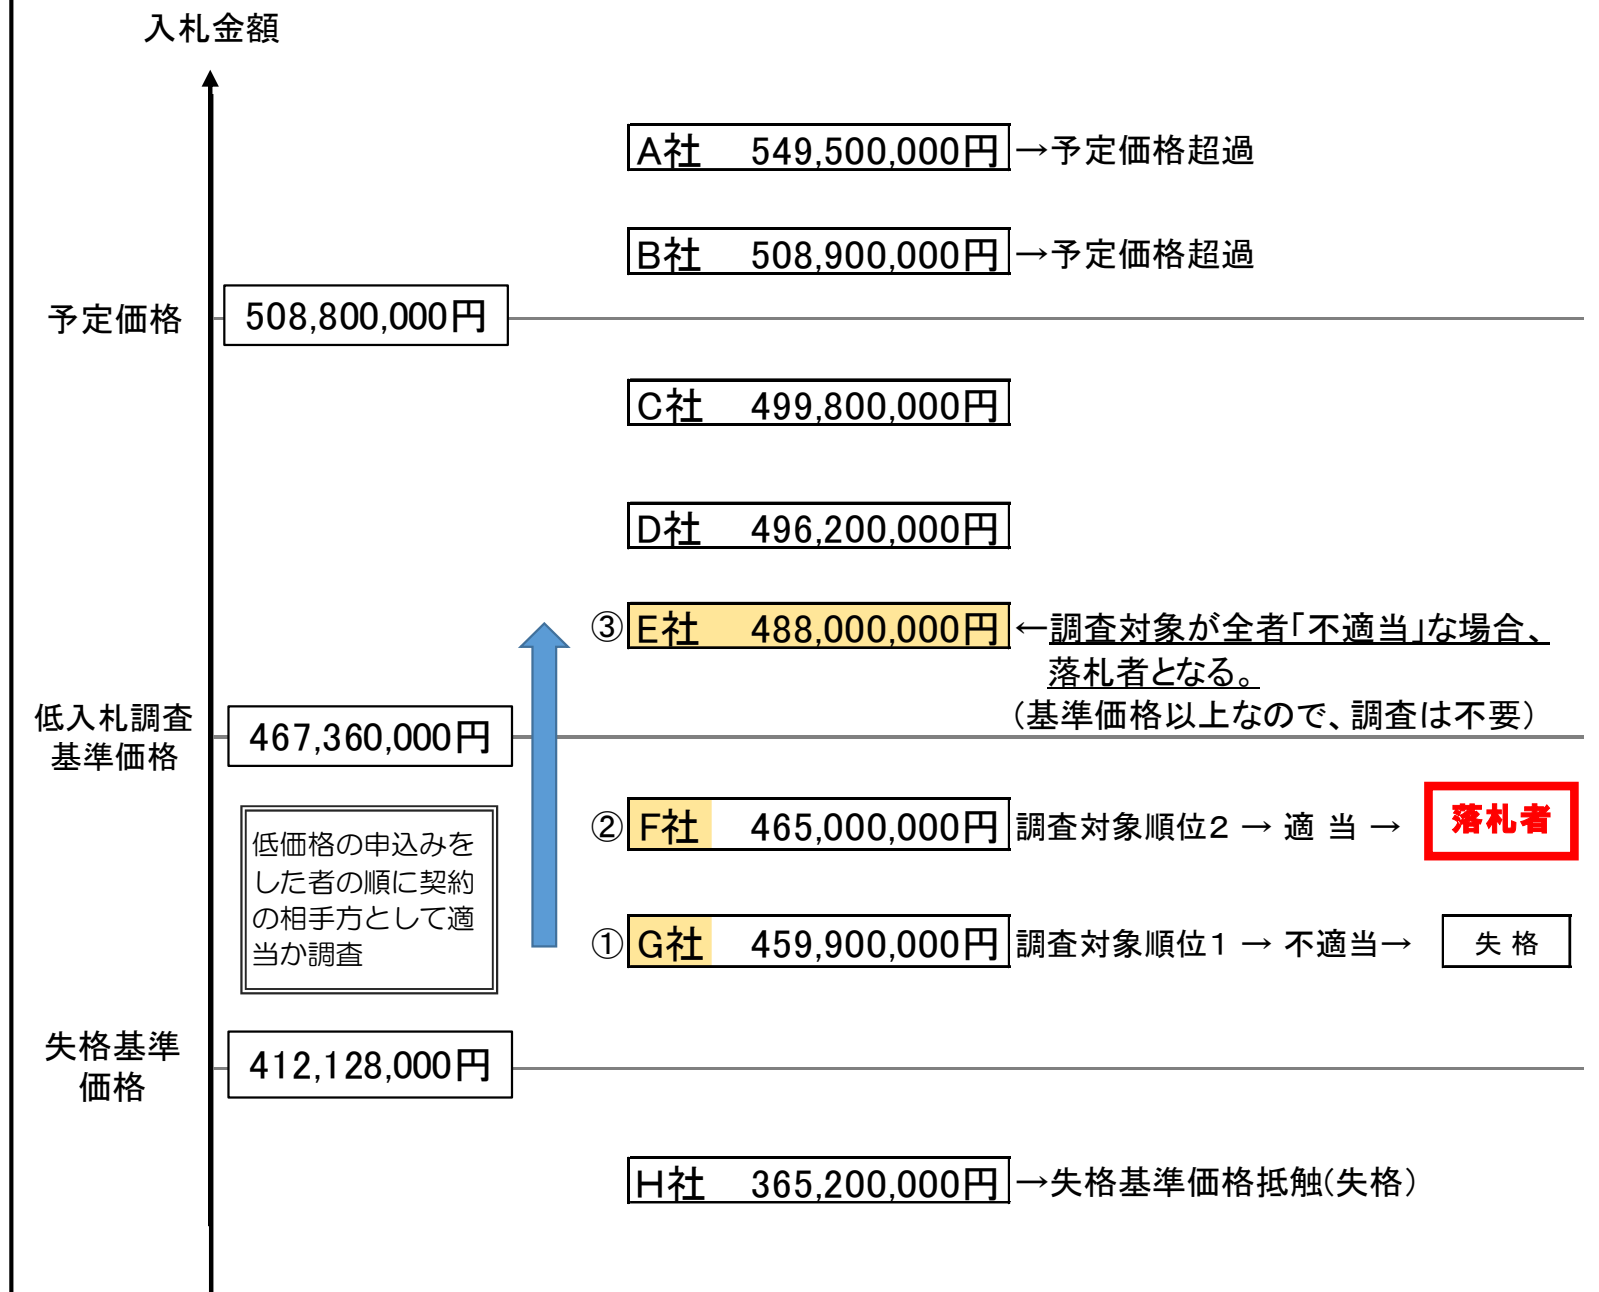 入札金額
A社 549,500,000円 →予定価格超過
B社 508,900,000円 →予定価格超過
予定価格 508,800,000円
C社 499,800,000円
D社 496,200,000円
③ E社 488,000,000円 ←調査対象が全者「不適当」な場合、
落札者となる。
（基準価格以上なので、調査は不要）
低入札調査
基準価格
467,360,000円
② F社 465,000,000円 調査対象順位２ → 適 当 → 落札者
低価格の申込みを
した者の順に契約
の相手方として適
当か調査
① G社 459,900,000円 調査対象順位１ → 不適当→ 失 格
失格基準
価格
412,128,000円
H社 365,200,000円 →失格基準価格抵触(失格)